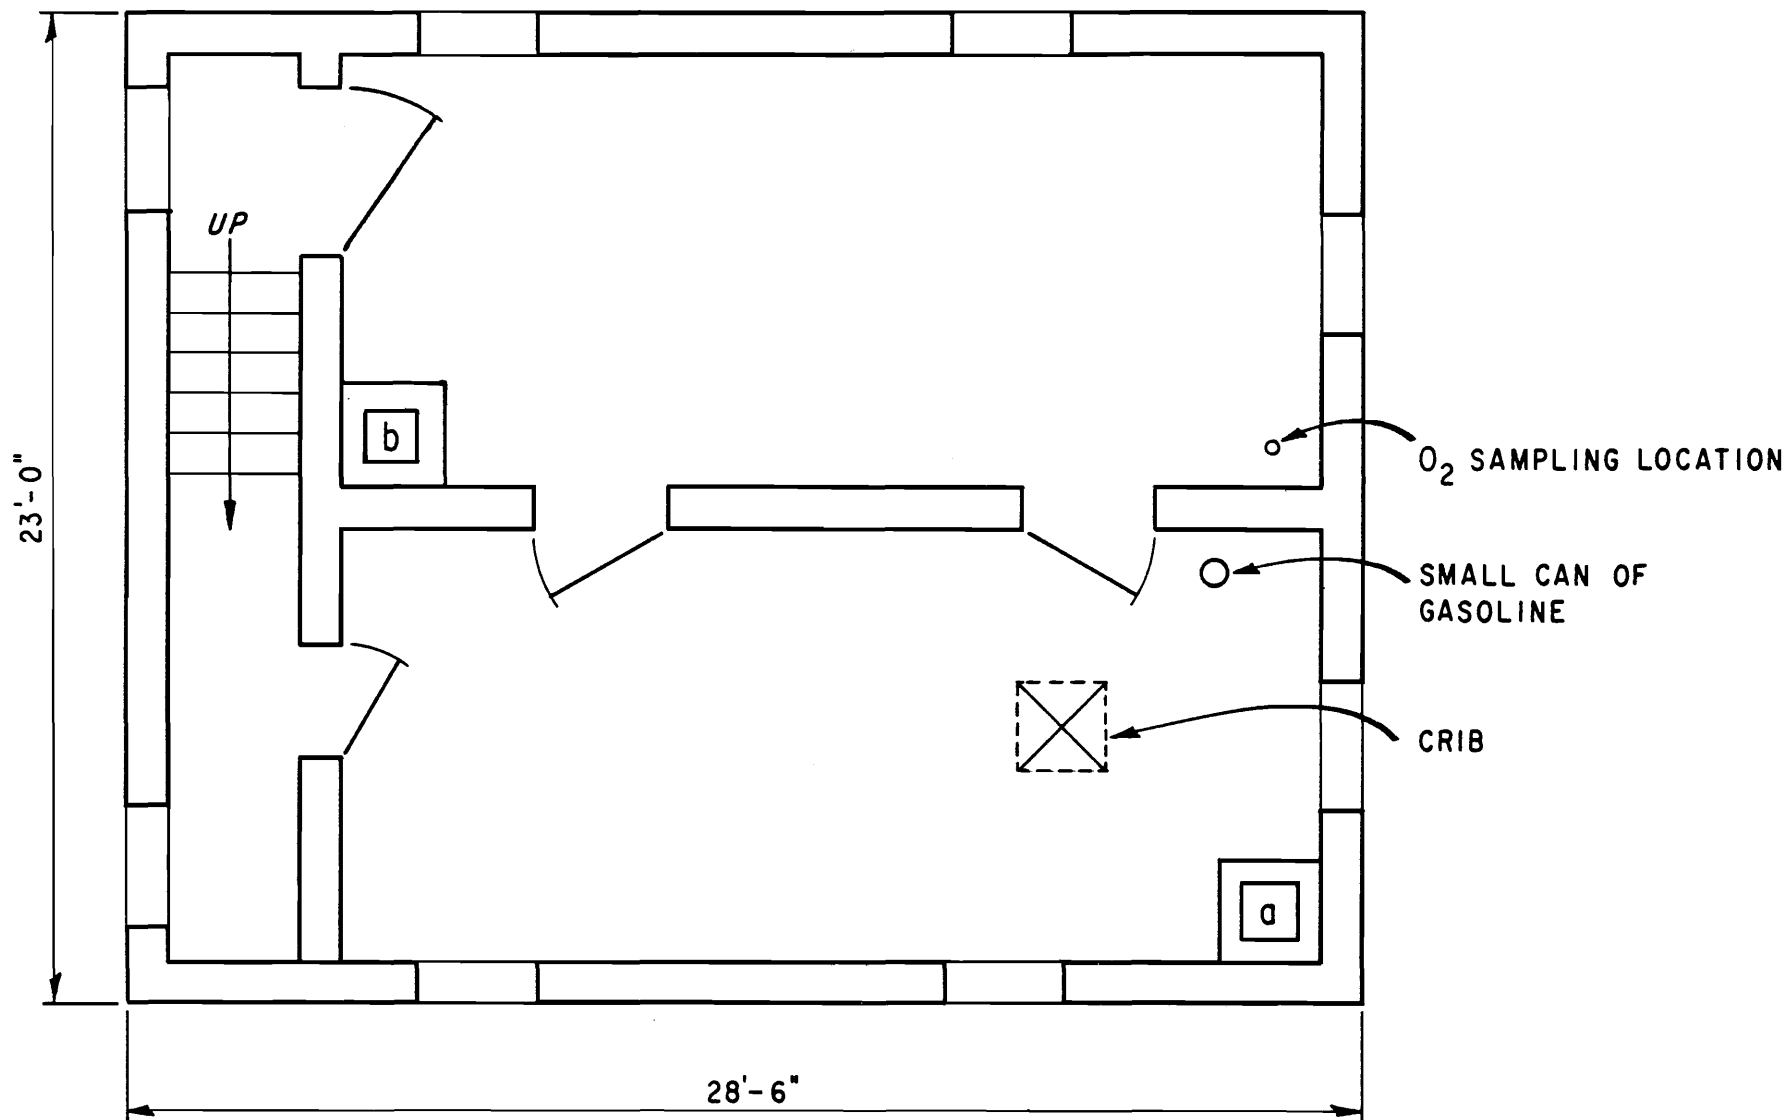 UP
b
O₂ SAMPLING LOCATION
23'-0"
SMALL CAN OF
GASOLINE
CRIB
a
28'-6"